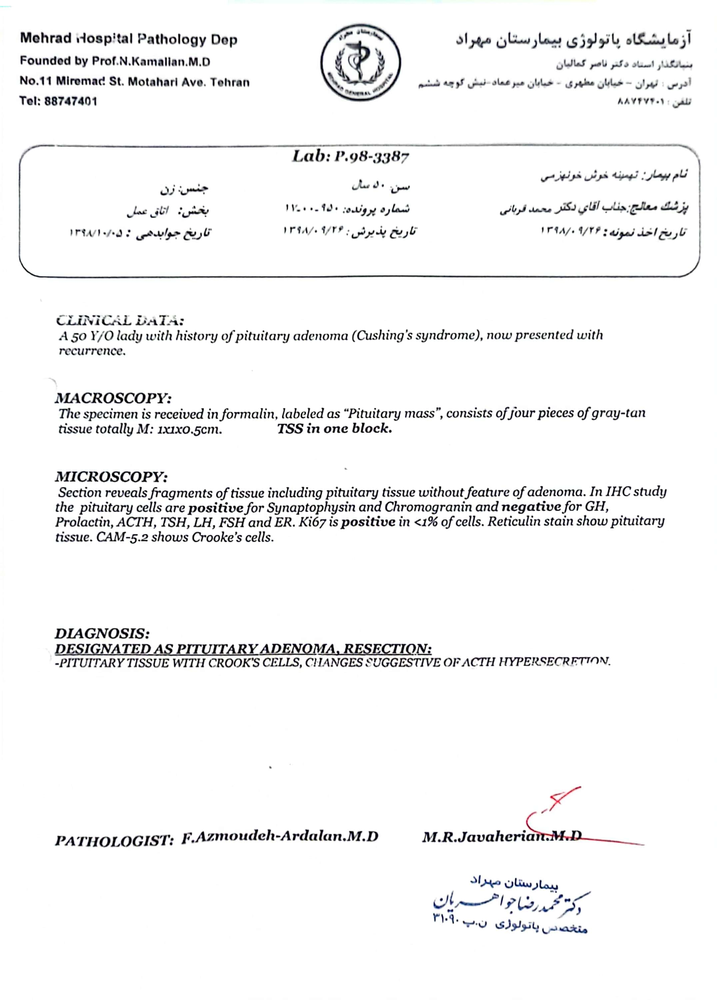 Mehrad Hospital Pathology Dep
Founded by Prof.N.Kamalian.M.D
No.11 Miremad St. Motahari Ave. Tehran
Tel: 88747401
بیمارستان مهراد
MEHRAD GENERAL HOSPITAL
آزمایشگاه پاتولوژی بیمارستان مهراد
بنیانگذار استاد دکتر ناصر کمالیان
آدرس : تهران – خیابان مطهری - خیابان میرعماد-نبش کوچه ششم
تلفن : ۸۸۷۴۷۴۰۱
Lab: P.98-3387
نام بیمار: تهمینه خوش
سن: ۵۰ سال
جنس: زن
پزشك معالج: جناب آقاي دكتر محمد قربانی
شماره پرونده: ۹۵۰-۰۰-۱۷
بخش: اتاق عمل
تاریخ اخذ نمونه: ۱۳۹۸/۰۹/۲۶
تاریخ پذیرش: ۱۳۹۸/۰۹/۲۶
تاریخ جوابدهی : ۱۳۹۸/۱۰/۰۵
CLINICAL DATA:
A 50 Y/O lady with history of pituitary adenoma (Cushing's syndrome), now presented with
recurrence.
MACROSCOPY:
The specimen is received in formalin, labeled as “Pituitary mass”, consists of four pieces of gray-tan
tissue totally M: 1x1x0.5cm. TSS in one block.
MICROSCOPY:
Section reveals fragments of tissue including pituitary tissue without feature of adenoma. In IHC study
the pituitary cells are positive for Synaptophysin and Chromogranin and negative for GH,
Prolactin, ACTH, TSH, LH, FSH and ER. Ki67 is positive in <1% of cells. Reticulin stain show pituitary
tissue. CAM-5.2 shows Crooke’s cells.
DIAGNOSIS:
DESIGNATED AS PITUITARY ADENOMA, RESECTION:
-PITUITARY TISSUE WITH CROOK’S CELLS, CHANGES SUGGESTIVE OF ACTH HYPERSECRETION.
PATHOLOGIST: F.Azmoudeh-Ardalan.M.D M.R.Javaherian.M.D
بیمارستان مهراد
دکتر محمدرضا جواهریان
متخصص پاتولوژی ن.پ ۳۱۰۹۰